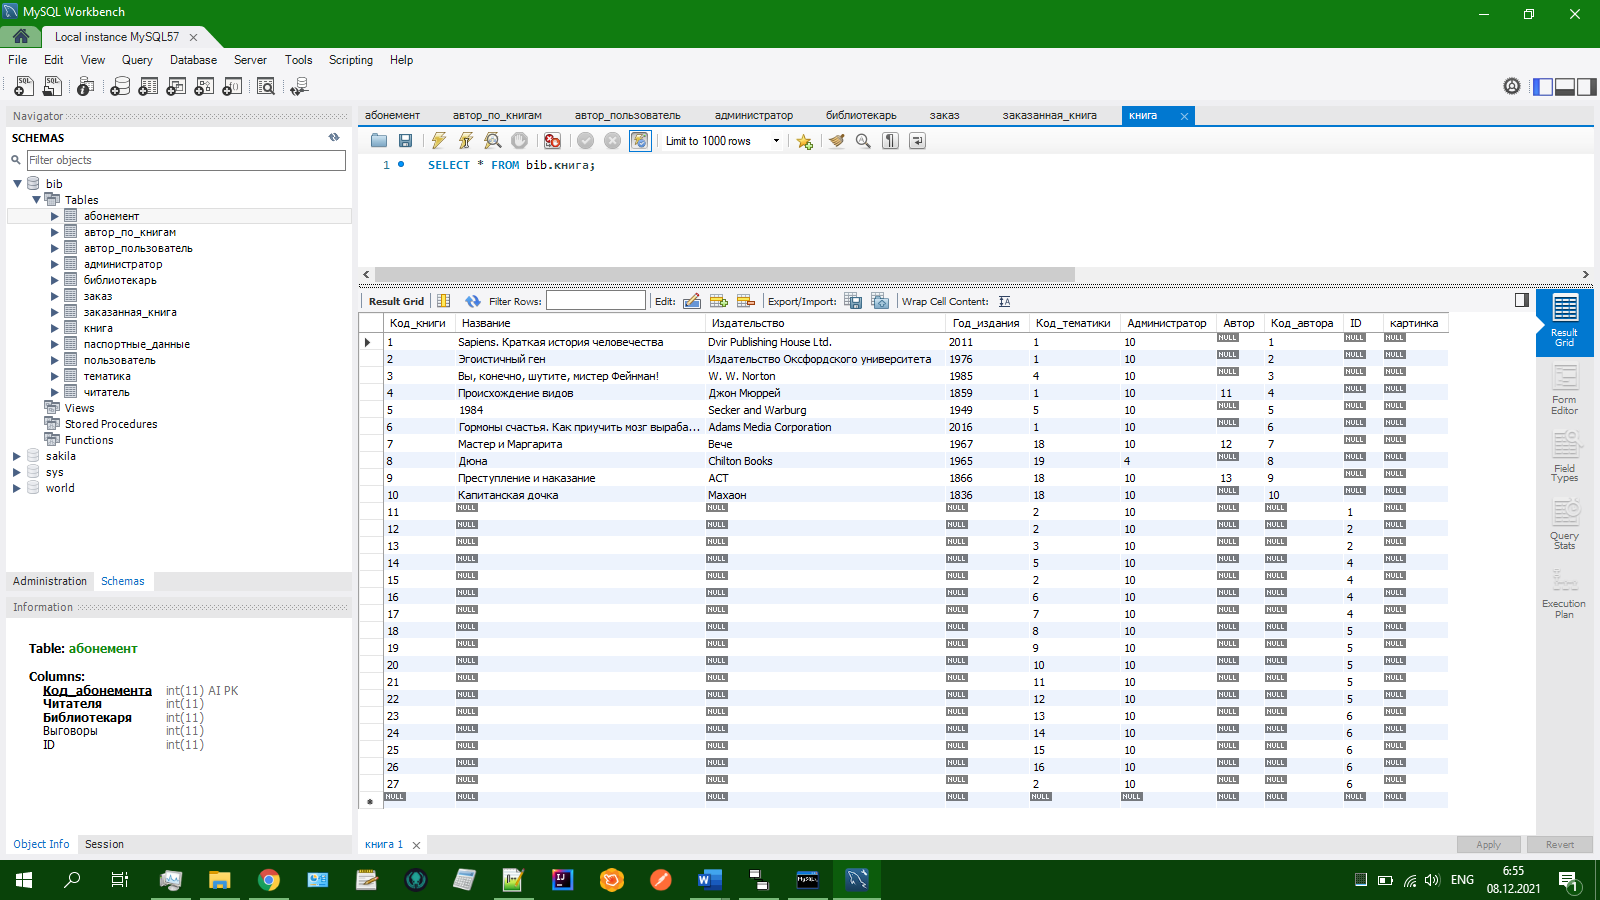 MySQL Workbench
Local instance MySQL57
File Edit View Query Database Server Tools Scripting Help
Navigator
SCHEMAS
Filter objects
bib
Tables
абонемент
автор_по_книгам
автор_пользователь
администратор
библиотекарь
заказ
заказанная_книга
книга
паспортные_данные
пользователь
тематика
читатель
Views
Stored Procedures
Functions
sakila
sys
world
Administration Schemas
Information
Table: абонемент
Columns:
Код_абонемента int(11) AI PK
Читателя int(11)
Библиотекаря int(11)
Выговоры int(11)
ID int(11)
Object Info Session
абонемент автор_по_книгам автор_пользователь администратор библиотекарь заказ заказанная_книга книга
Limit to 1000 rows
1 SELECT * FROM bib.книга;
Result Grid Filter Rows: Edit: Export/Import: Wrap Cell Content:
Код_книги Название Издательство Год_издания Код_тематики Администратор Автор Код_автора ID картинка
1 Sapiens. Краткая история человечества Dvir Publishing House Ltd. 2011 1 10 NULL 1 NULL NULL
2 Эгоистичный ген Издательство Оксфордского университета 1976 1 10 NULL 2 NULL NULL
3 Вы, конечно, шутите, мистер Фейнман! W. W. Norton 1985 4 10 NULL 3 NULL NULL
4 Происхождение видов Джон Мюррей 1859 1 10 11 4 NULL NULL
5 1984 Secker and Warburg 1949 5 10 NULL 5 NULL NULL
6 Гормоны счастья. Как приучить мозг выраба... Adams Media Corporation 2016 1 10 NULL 6 NULL NULL
7 Мастер и Маргарита Вече 1967 18 10 12 7 NULL NULL
8 Дюна Chilton Books 1965 19 4 NULL 8 NULL NULL
9 Преступление и наказание АСТ 1866 18 10 13 9 NULL NULL
10 Капитанская дочка Махаон 1836 18 10 NULL 10 NULL NULL
11 NULL NULL NULL 2 10 NULL NULL 1 NULL
12 NULL NULL NULL 2 10 NULL NULL 2 NULL
13 NULL NULL NULL 3 10 NULL NULL 2 NULL
14 NULL NULL NULL 5 10 NULL NULL 4 NULL
15 NULL NULL NULL 2 10 NULL NULL 4 NULL
16 NULL NULL NULL 6 10 NULL NULL 4 NULL
17 NULL NULL NULL 7 10 NULL NULL 4 NULL
18 NULL NULL NULL 8 10 NULL NULL 5 NULL
19 NULL NULL NULL 9 10 NULL NULL 5 NULL
20 NULL NULL NULL 10 10 NULL NULL 5 NULL
21 NULL NULL NULL 11 10 NULL NULL 5 NULL
22 NULL NULL NULL 12 10 NULL NULL 5 NULL
23 NULL NULL NULL 13 10 NULL NULL 6 NULL
24 NULL NULL NULL 14 10 NULL NULL 6 NULL
25 NULL NULL NULL 15 10 NULL NULL 6 NULL
26 NULL NULL NULL 16 10 NULL NULL 6 NULL
27 NULL NULL NULL 2 10 NULL NULL 6 NULL
NULL NULL NULL NULL NULL NULL NULL NULL NULL NULL
Result Grid
Form Editor
Field Types
Query Stats
Execution Plan
книга 1
Apply Revert
ENG
6:55
08.12.2021
1